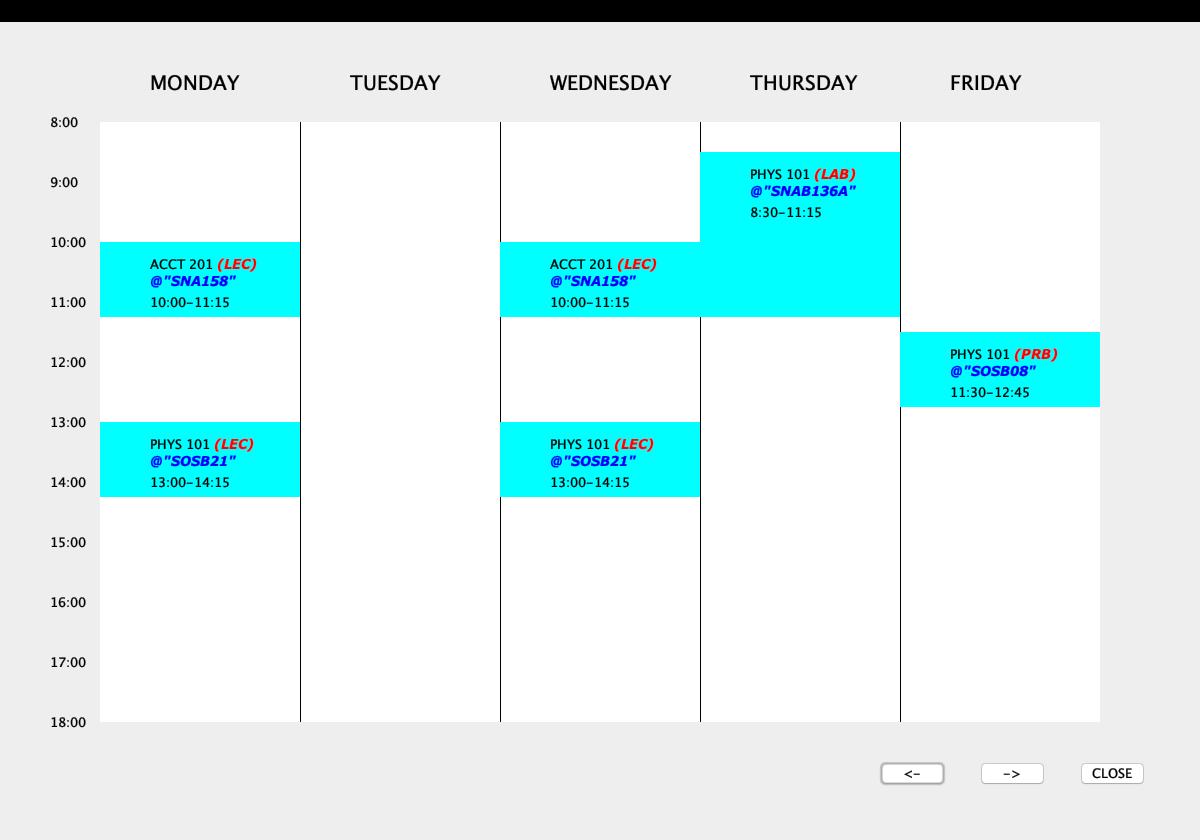 MONDAY TUESDAY WEDNESDAY THURSDAY FRIDAY
8:00
PHYS 101 (LAB)
@"SNAB136A"
8:30-11:15
9:00
10:00
ACCT 201 (LEC)
@"SNA158"
10:00-11:15
ACCT 201 (LEC)
@"SNA158"
10:00-11:15
11:00
PHYS 101 (PRB)
@"SOSB08"
11:30-12:45
12:00
13:00
PHYS 101 (LEC)
@"SOSB21"
13:00-14:15
PHYS 101 (LEC)
@"SOSB21"
13:00-14:15
14:00
15:00
16:00
17:00
18:00
<- -> CLOSE